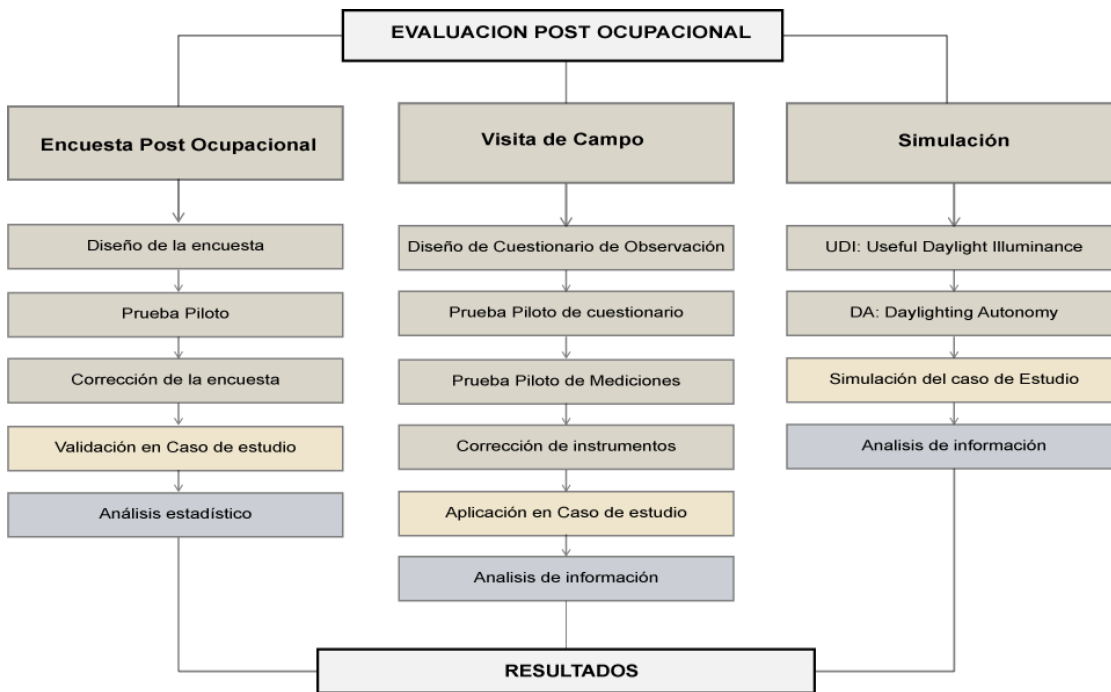 EVALUACION POST OCUPACIONAL
Encuesta Post Ocupacional
Diseño de la encuesta
Prueba Piloto
Corrección de la encuesta
Validación en Caso de estudio
Análisis estadístico
Visita de Campo
Diseño de Cuestionario de Observación
Prueba Piloto de cuestionario
Prueba Piloto de Mediciones
Corrección de instrumentos
Aplicación en Caso de estudio
Analisis de información
Simulación
UDI: Useful Daylight Illuminance
DA: Daylighting Autonomy
Simulación del caso de Estudio
Analisis de información
RESULTADOS